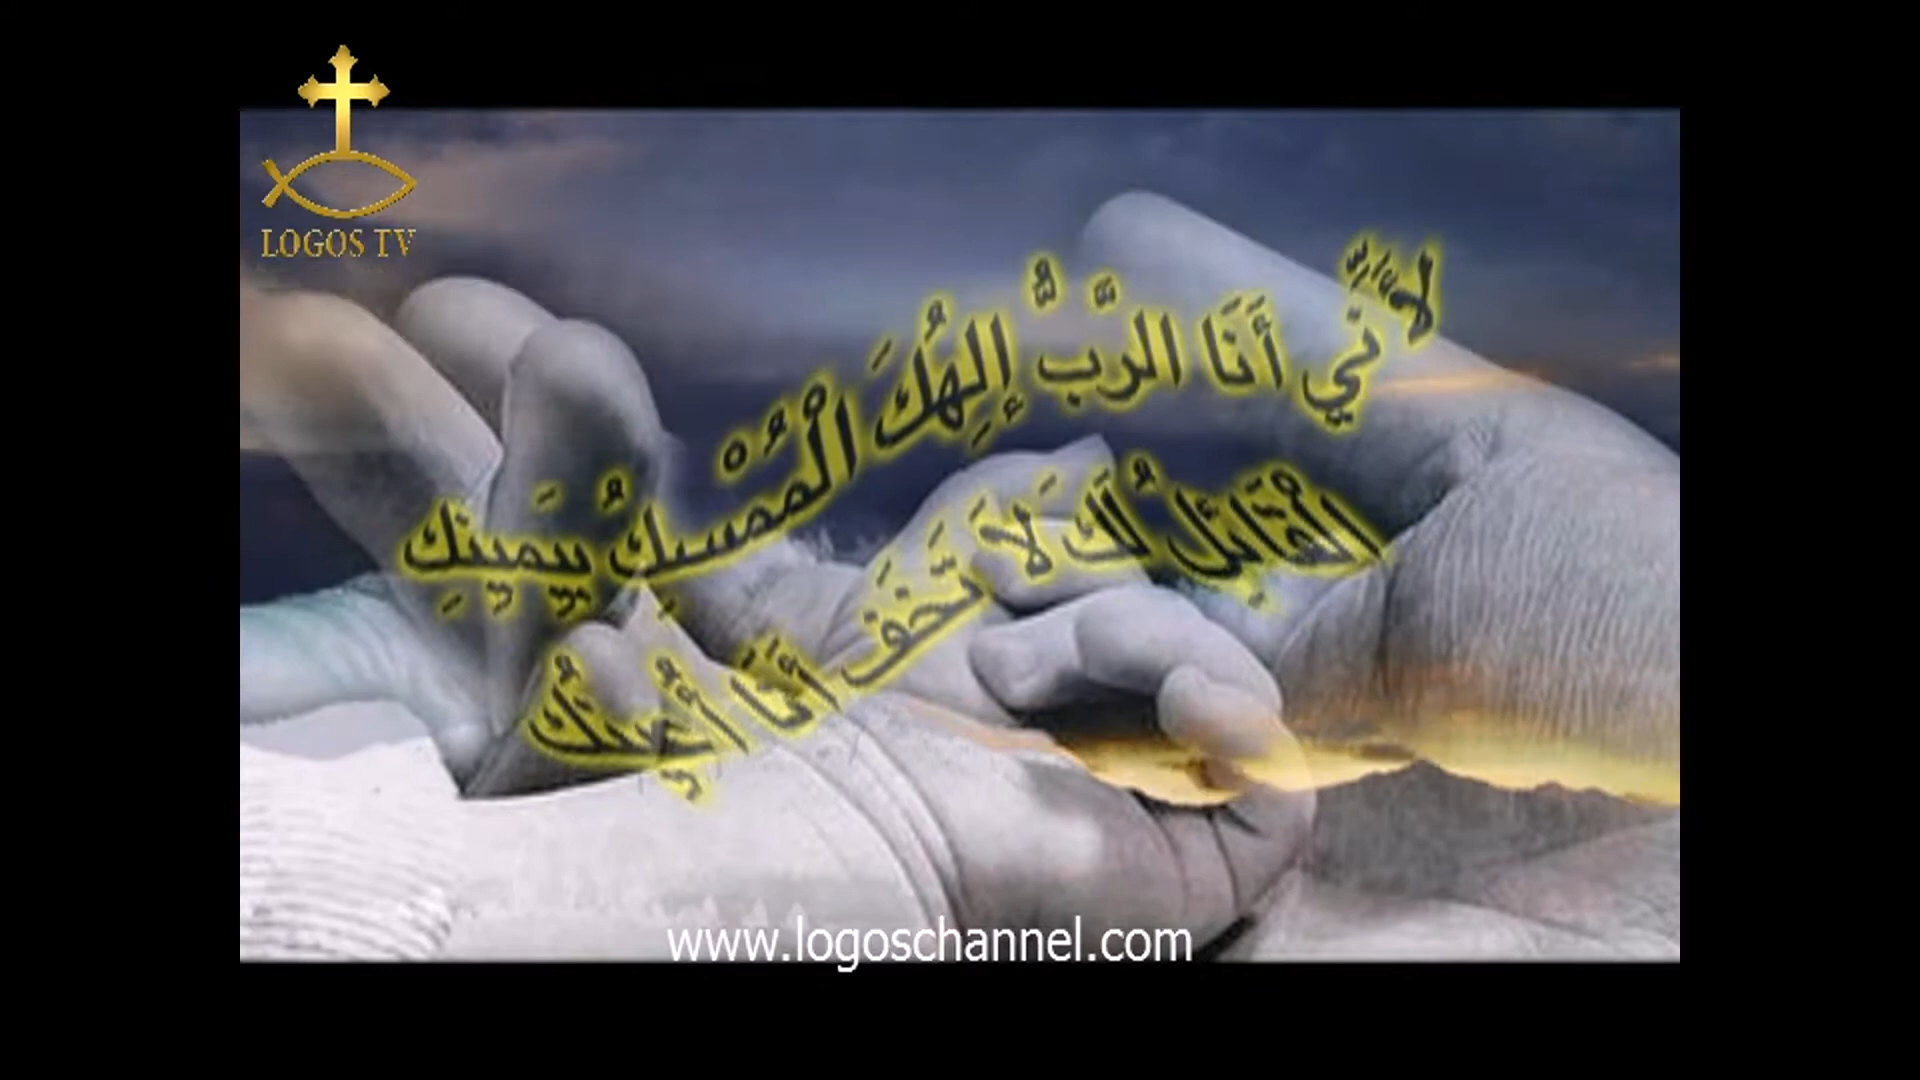 LOGOS TV
لأَنِّي أَنَا الرَّبُّ إِلهُكَ الْمُمْسِكُ بِيَمِينِكَ
الْقَائِلُ لَكَ لاَ تَخَفْ أَنَا أُعِينُكَ
www.logoschannel.com